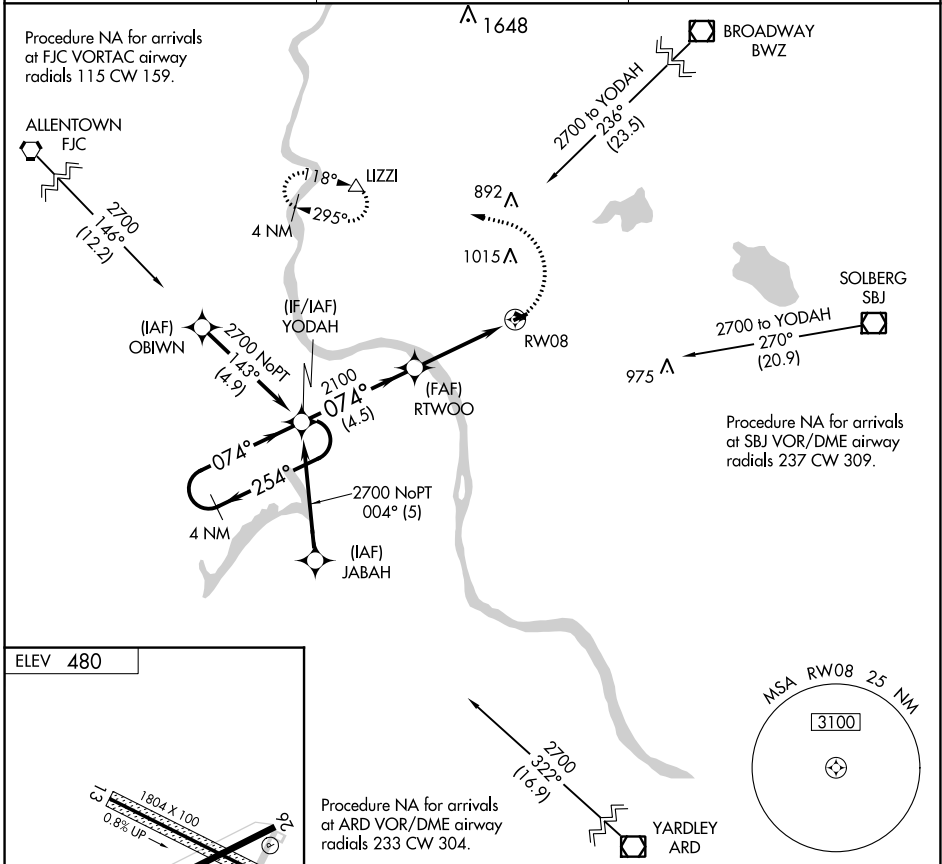 1648
Procedure NA for arrivals
at FJC VORTAC airway
radials 115 CW 159.
BROADWAY
BWZ
2700 to YODAH
236°
(23.5)
ALLENTOWN
FJC
2700
146°
(12.2)
118°
LIZZI
295°
4 NM
892
1015
SOLBERG
SBJ
2700 to YODAH
270°
(20.9)
975
(IAF)
OBIWN
2700 NoPT
143°
(4.9)
(IF/IAF)
YODAH
RW08
2100
074°
(4.5)
(FAF)
RTWOO
074°
254°
4 NM
2700 NoPT
004° (5)
(IAF)
JABAH
Procedure NA for arrivals
at SBJ VOR/DME airway
radials 237 CW 309.
ELEV 480
13
1804 X 100
0.8% UP
26
P
Procedure NA for arrivals
at ARD VOR/DME airway
radials 233 CW 304.
2700
322°
(16.9)
YARDLEY
ARD
MSA RW08 25 NM
3100